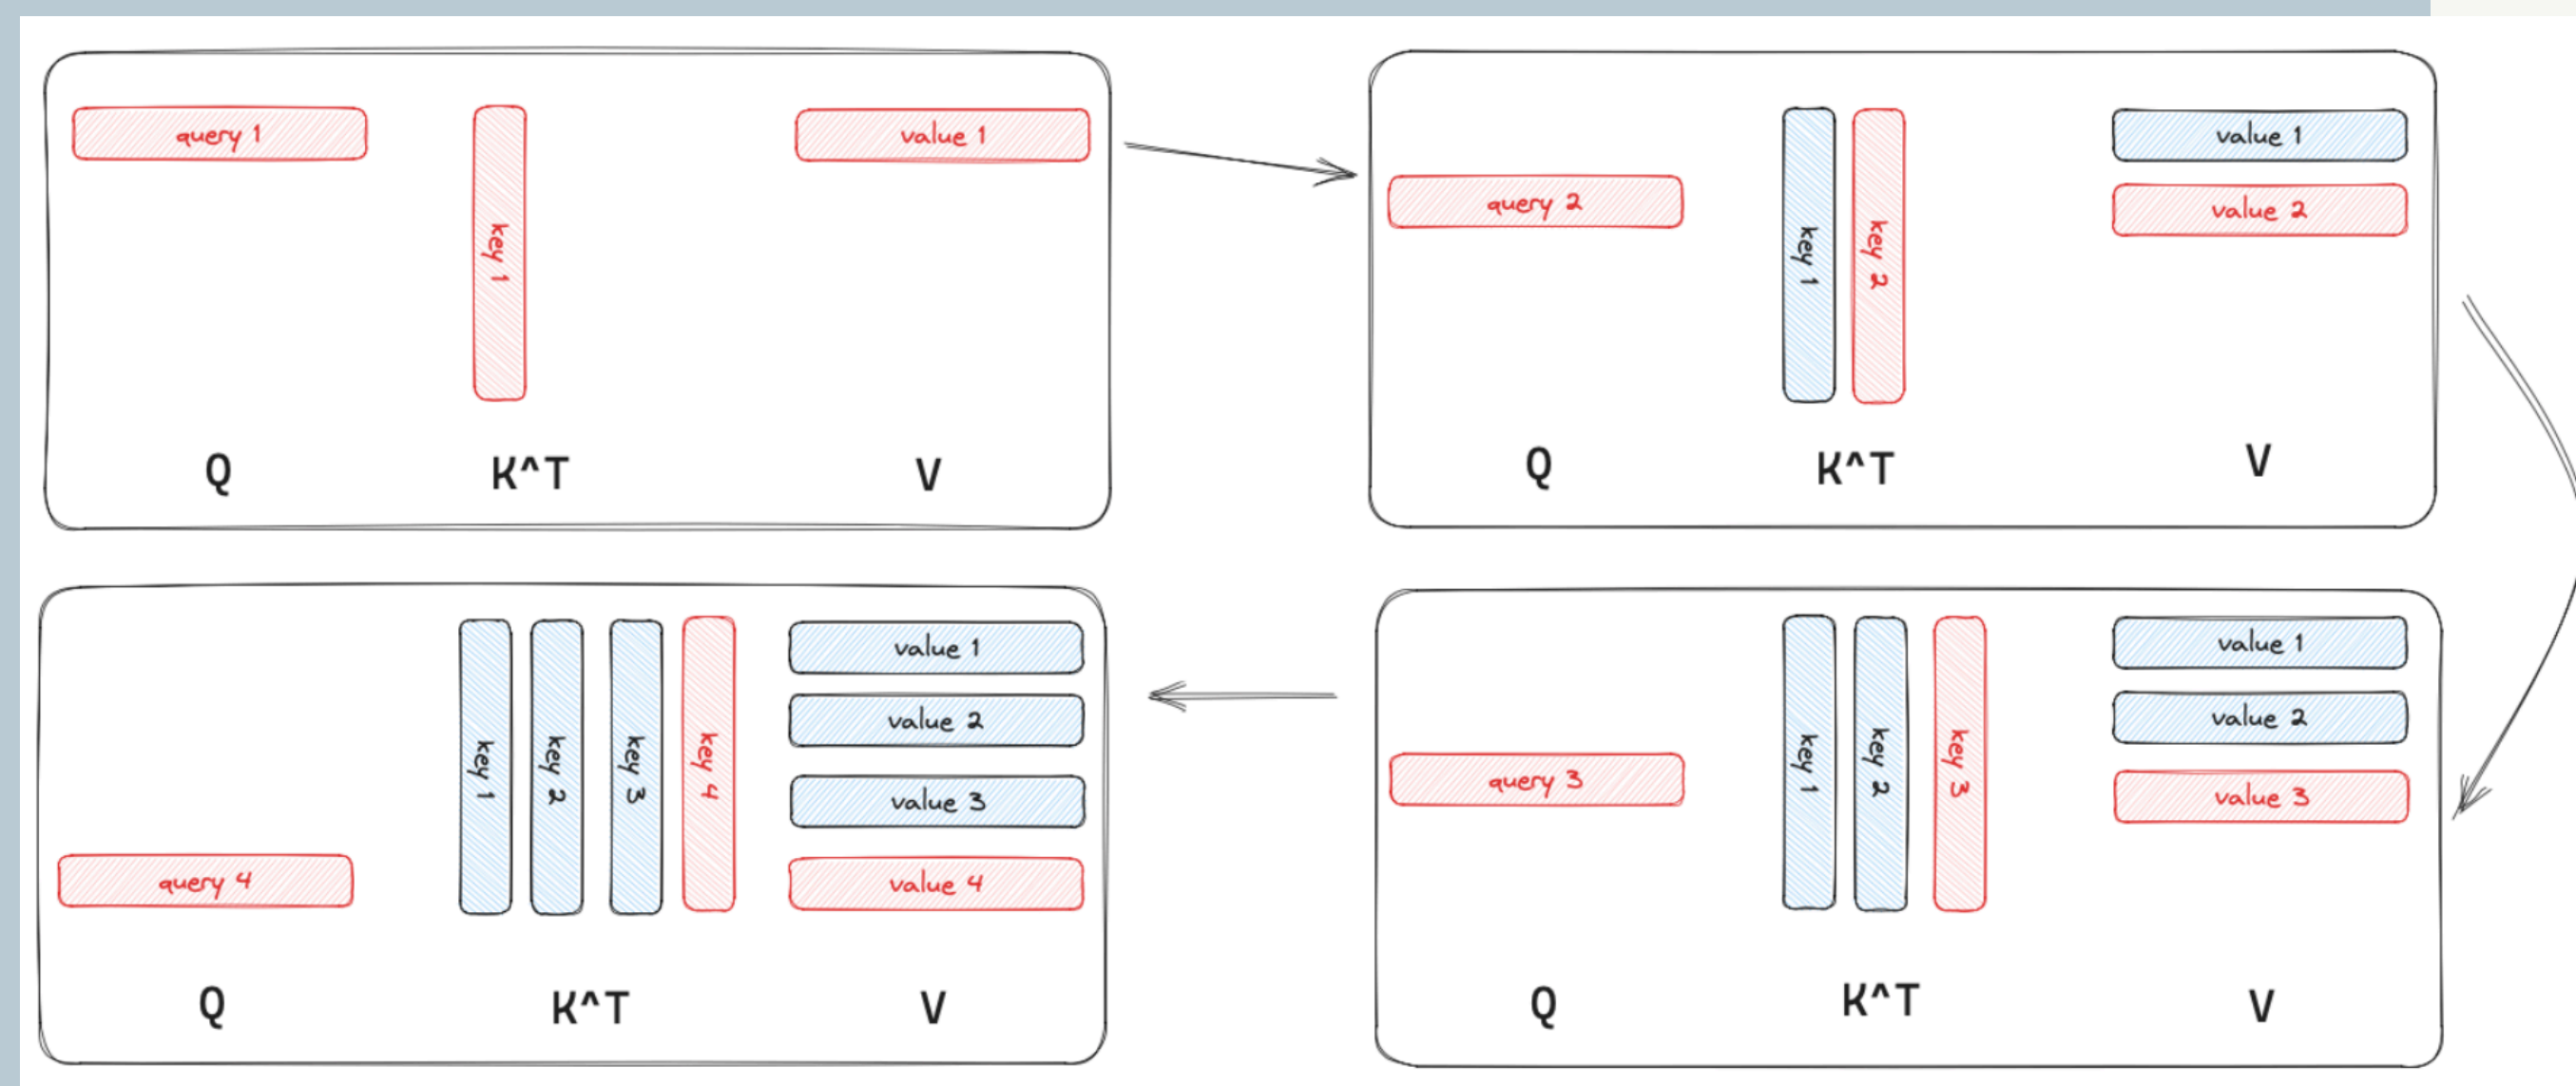 query 1
key 1
value 1
Q
K^T
V
query 2
key 1
key 2
value 1
value 2
Q
K^T
V
query 3
key 1
key 2
key 3
value 1
value 2
value 3
Q
K^T
V
query 4
key 1
key 2
key 3
key 4
value 1
value 2
value 3
value 4
Q
K^T
V